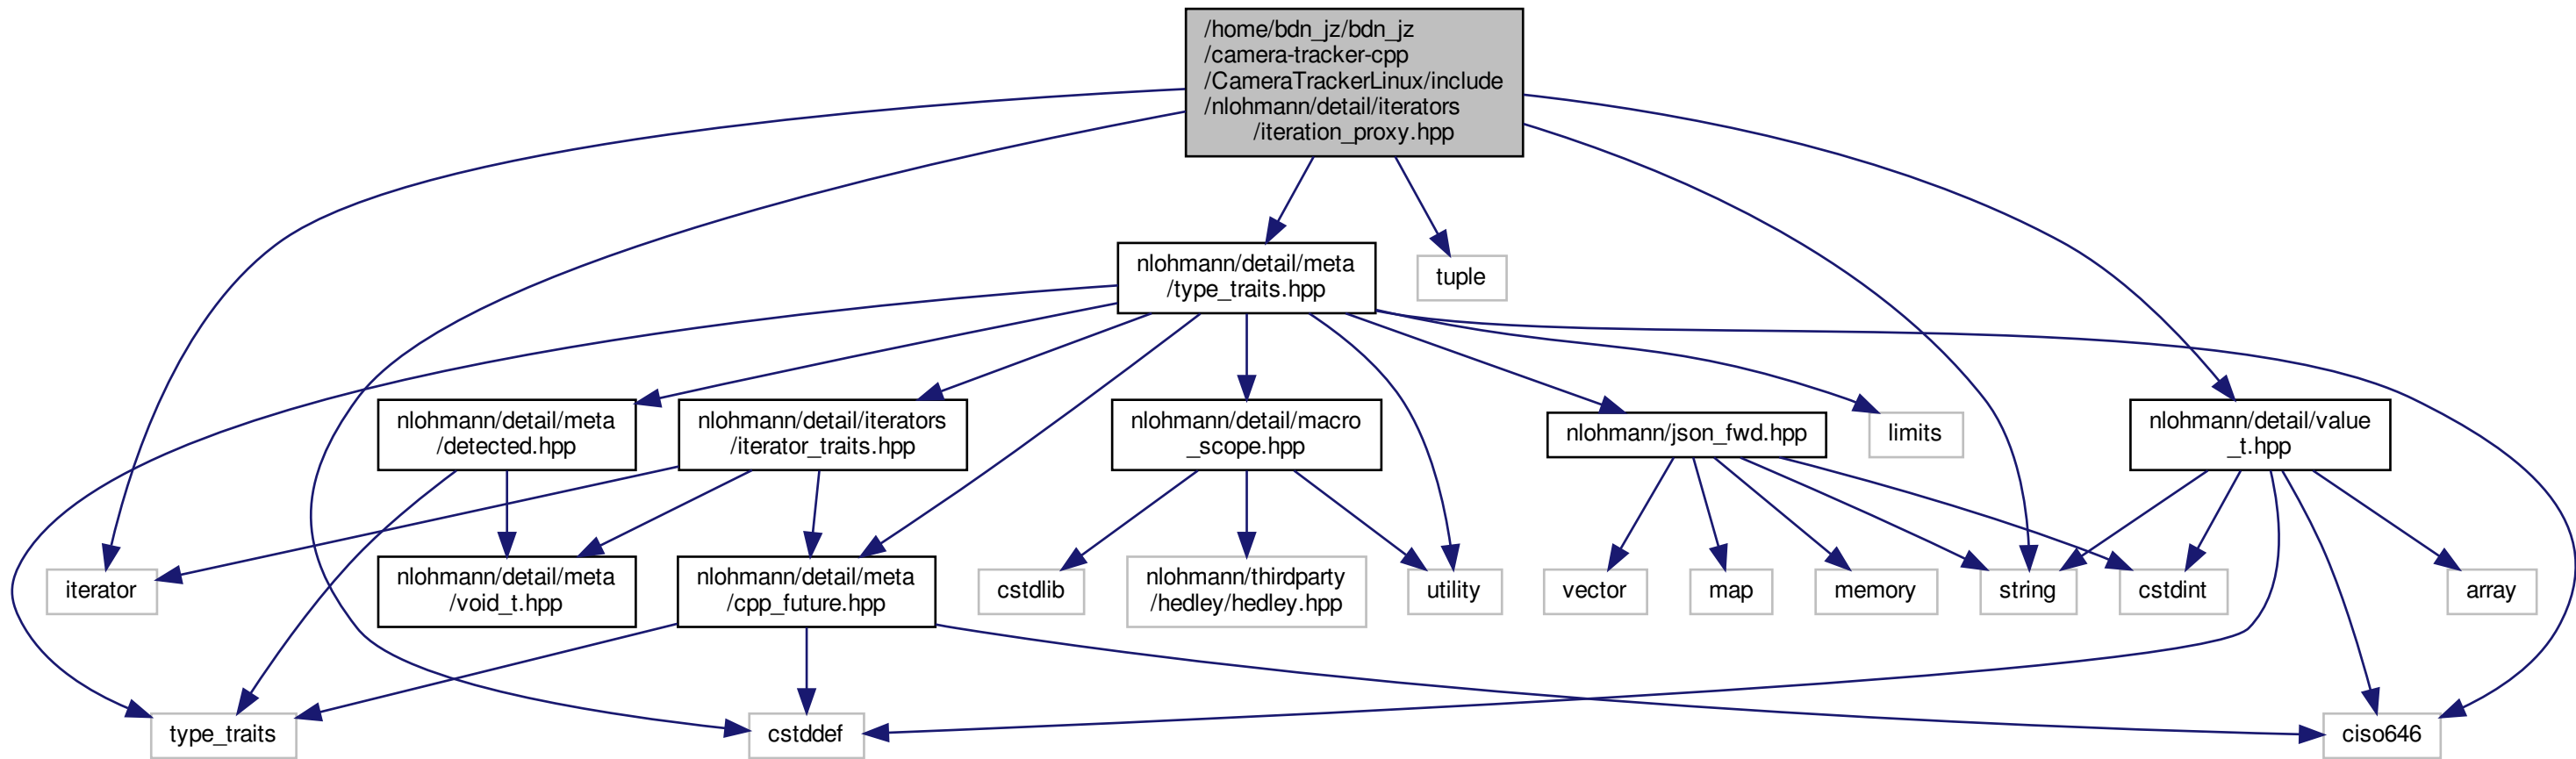 /home/bdn_jz/bdn_jz
/camera-tracker-cpp
/CameraTrackerLinux/include
/nlohmann/detail/iterators
/iteration_proxy.hpp
nlohmann/detail/meta
/type_traits.hpp
tuple
nlohmann/detail/meta
/detected.hpp
nlohmann/detail/iterators
/iterator_traits.hpp
nlohmann/detail/macro
_scope.hpp
nlohmann/json_fwd.hpp
limits
nlohmann/detail/value
_t.hpp
iterator
nlohmann/detail/meta
/void_t.hpp
nlohmann/detail/meta
/cpp_future.hpp
cstdlib
nlohmann/thirdparty
/hedley/hedley.hpp
utility
vector
map
memory
string
cstdint
array
type_traits
cstddef
ciso646